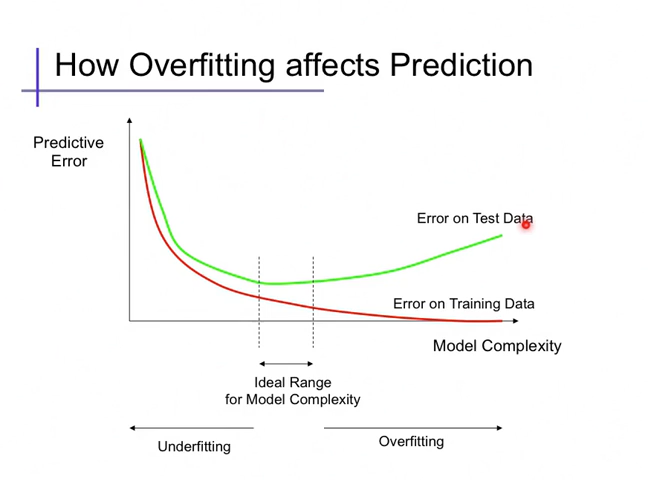 How Overfitting affects Prediction
Predictive
Error
Error on Test Data
Error on Training Data
Model Complexity
Ideal Range
for Model Complexity
Underfitting
Overfitting